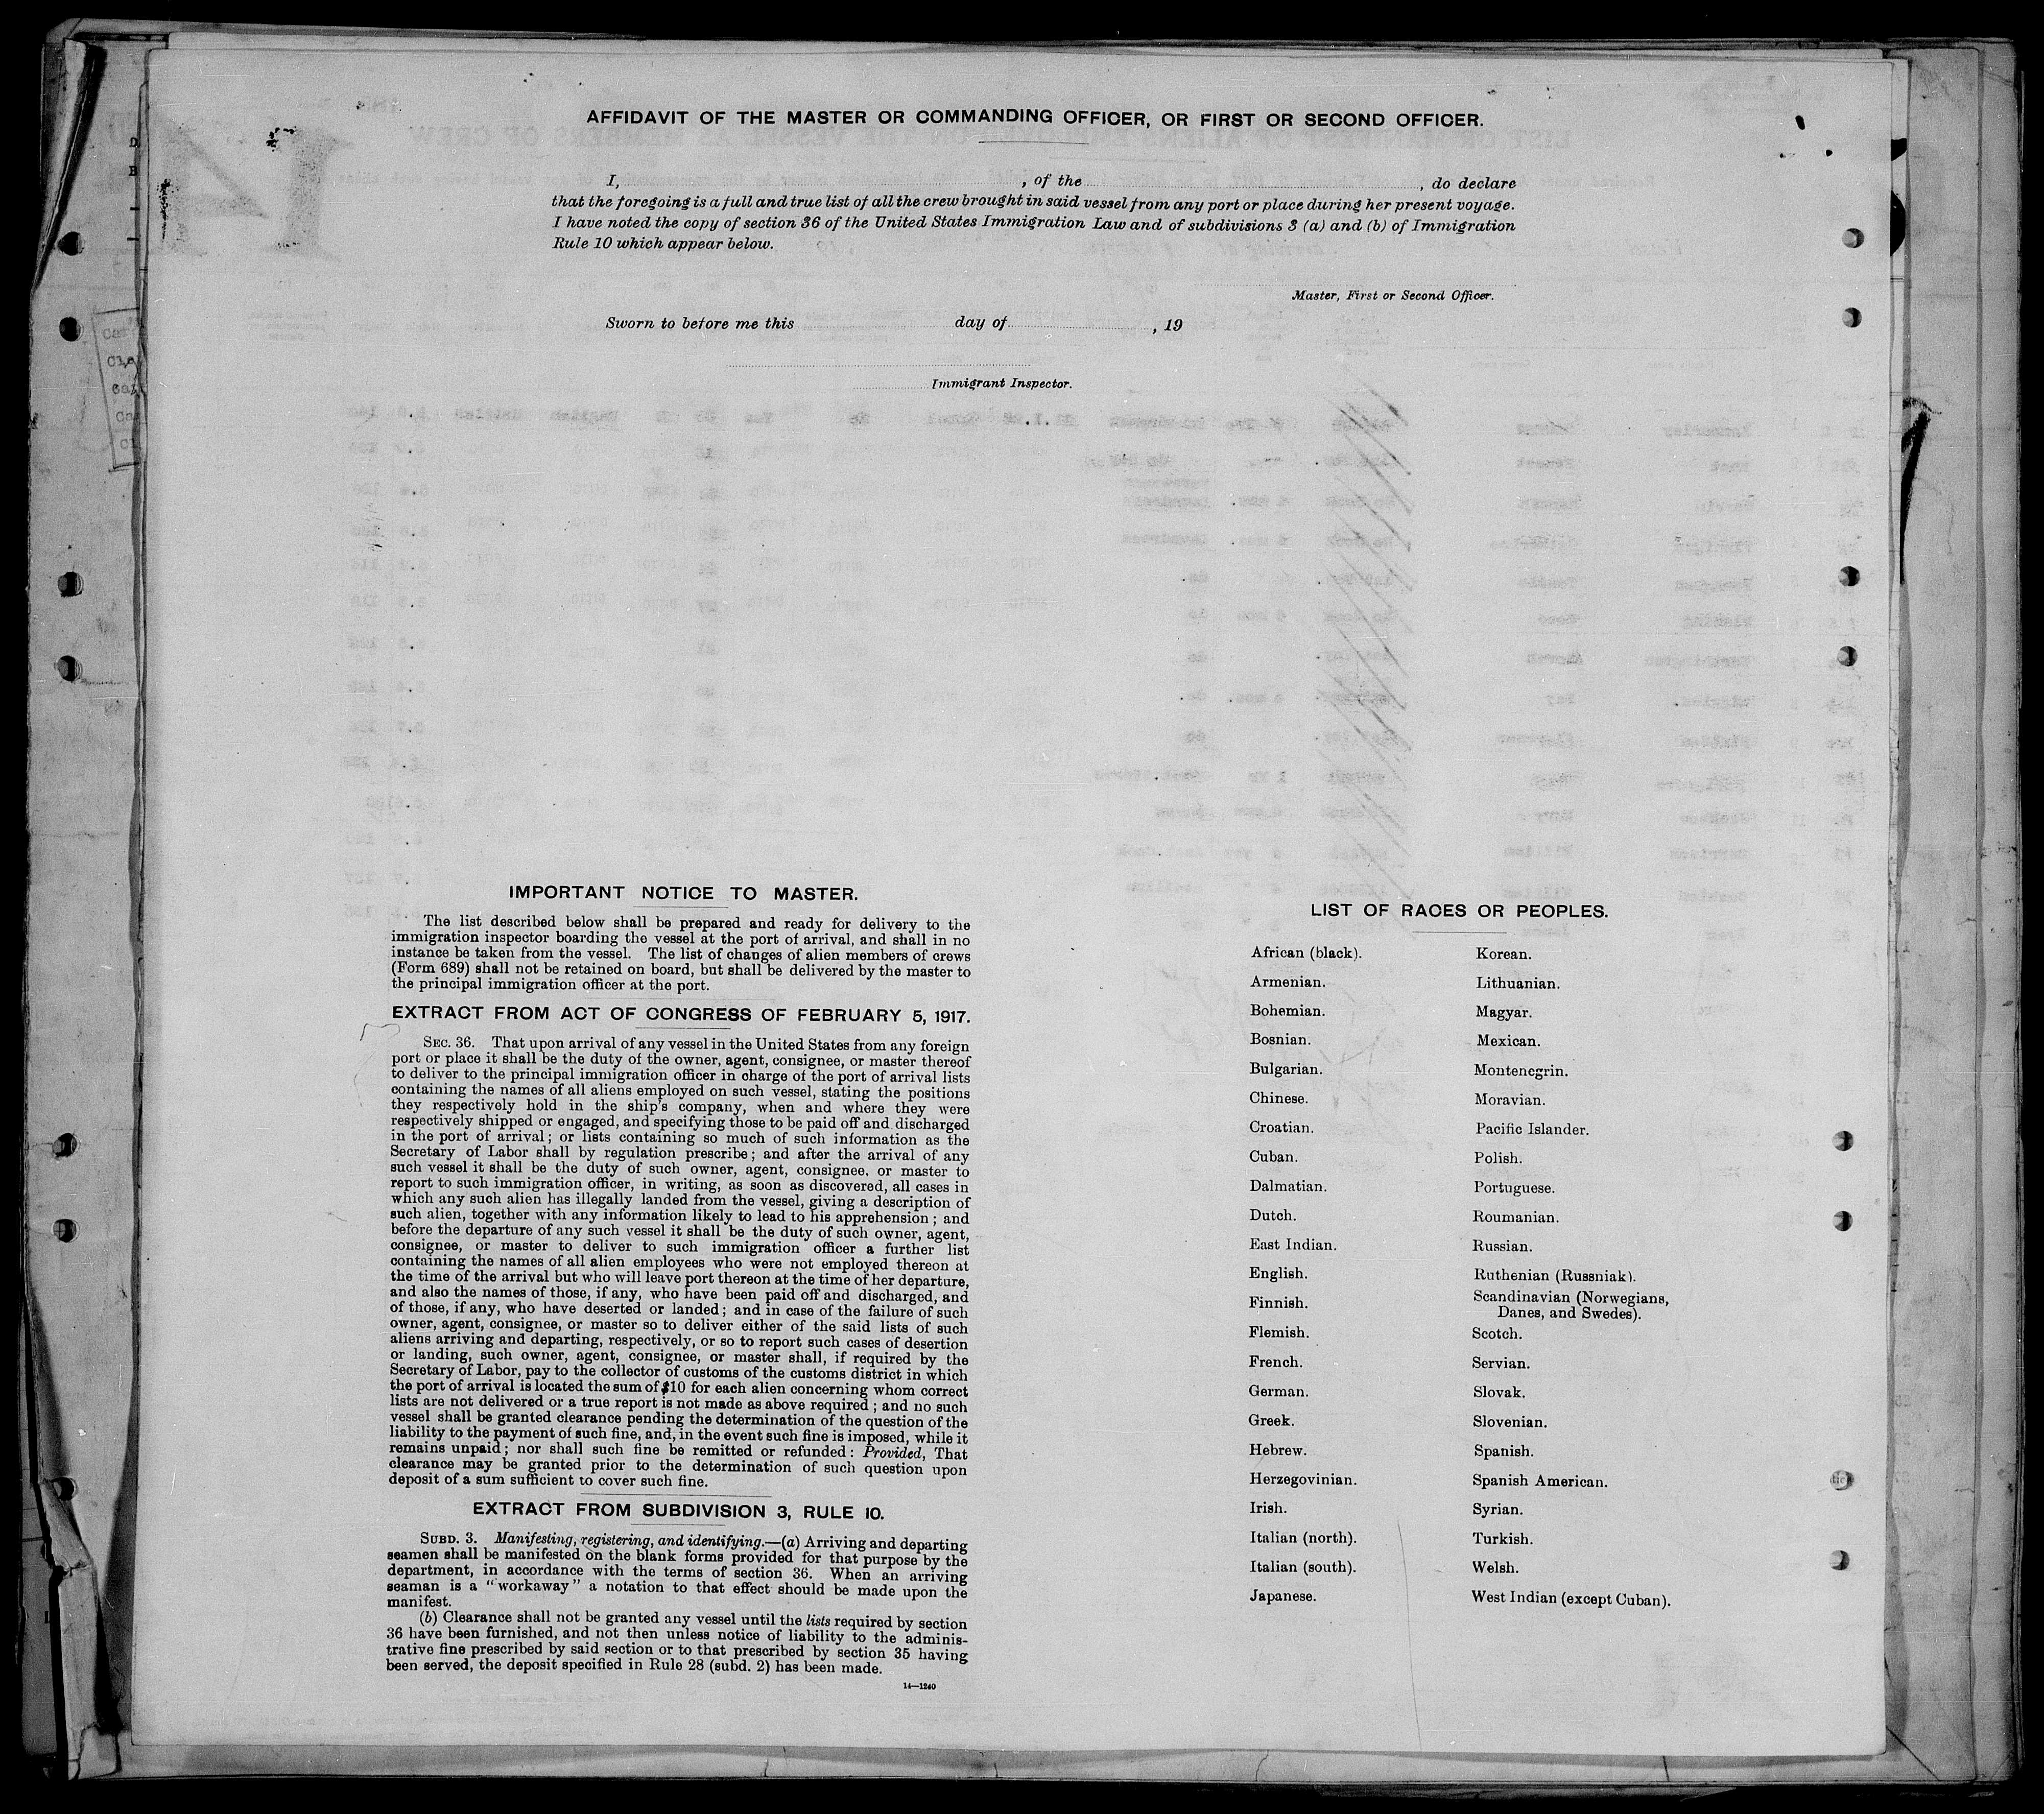 AFFIDAVIT OF THE MASTER OR COMMANDING OFFICER, OR FIRST OR SECOND OFFICER.
I, , of the , do declare
that the foregoing is a full and true list of all the crew brought in said vessel from any port or place during her present voyage.
I have noted the copy of section 36 of the United States Immigration Law and of subdivisions 3 (a) and (b) of Immigration
Rule 10 which appear below.
Master, First or Second Officer.
Sworn to before me this day of , 19
Immigrant Inspector.
IMPORTANT NOTICE TO MASTER.
The list described below shall be prepared and ready for delivery to the
immigration inspector boarding the vessel at the port of arrival, and shall in no
instance be taken from the vessel. The list of changes of alien members of crews
(Form 689) shall not be retained on board, but shall be delivered by the master to
the principal immigration officer at the port.
EXTRACT FROM ACT OF CONGRESS OF FEBRUARY 5, 1917.
SEC. 36. That upon arrival of any vessel in the United States from any foreign
port or place it shall be the duty of the owner, agent, consignee, or master thereof
to deliver to the principal immigration officer in charge of the port of arrival lists
containing the names of all aliens employed on such vessel, stating the positions
they respectively hold in the ship's company, when and where they were
respectively shipped or engaged, and specifying those to be paid off and discharged
in the port of arrival; or lists containing so much of such information as the
Secretary of Labor shall by regulation prescribe; and after the arrival of any
such vessel it shall be the duty of such owner, agent, consignee, or master to
report to such immigration officer, in writing, as soon as discovered, all cases in
which any such alien has illegally landed from the vessel, giving a description of
such alien, together with any information likely to lead to his apprehension; and
before the departure of any such vessel it shall be the duty of such owner, agent,
consignee, or master to deliver to such immigration officer a further list
containing the names of all alien employees who were not employed thereon at
the time of the arrival but who will leave port thereon at the time of her departure,
and also the names of those, if any, who have been paid off and discharged, and
of those, if any, who have deserted or landed; and in case of the failure of such
owner, agent, consignee, or master so to deliver either of the said lists of such
aliens arriving and departing, respectively, or so to report such cases of desertion
or landing, such owner, agent, consignee, or master shall, if required by the
Secretary of Labor, pay to the collector of customs of the customs district in which
the port of arrival is located the sum of $10 for each alien concerning whom correct
lists are not delivered or a true report is not made as above required; and no such
vessel shall be granted clearance pending the determination of the question of the
liability to the payment of such fine, and, in the event such fine is imposed, while it
remains unpaid; nor shall such fine be remitted or refunded: Provided, That
clearance may be granted prior to the determination of such question upon
deposit of a sum sufficient to cover such fine.
EXTRACT FROM SUBDIVISION 3, RULE 10.
SUBD. 3. Manifesting, registering, and identifying.—(a) Arriving and departing
seamen shall be manifested on the blank forms provided for that purpose by the
department, in accordance with the terms of section 36. When an arriving
seaman is a "workaway" a notation to that effect should be made upon the
manifest.
(b) Clearance shall not be granted any vessel until the lists required by section
36 have been furnished, and not then unless notice of liability to the adminis-
trative fine prescribed by said section or to that prescribed by section 35 having
been served, the deposit specified in Rule 28 (subd. 2) has been made.
14—1240
LIST OF RACES OR PEOPLES.
African (black).
Armenian.
Bohemian.
Bosnian.
Bulgarian.
Chinese.
Croatian.
Cuban.
Dalmatian.
Dutch.
East Indian.
English.
Finnish.
Flemish.
French.
German.
Greek.
Hebrew.
Herzegovinian.
Irish.
Italian (north).
Italian (south).
Japanese.
Korean.
Lithuanian.
Magyar.
Mexican.
Montenegrin.
Moravian.
Pacific Islander.
Polish.
Portuguese.
Roumanian.
Russian.
Ruthenian (Russniak).
Scandinavian (Norwegians,
Danes, and Swedes).
Scotch.
Servian.
Slovak.
Slovenian.
Spanish.
Spanish American.
Syrian.
Turkish.
Welsh.
West Indian (except Cuban).